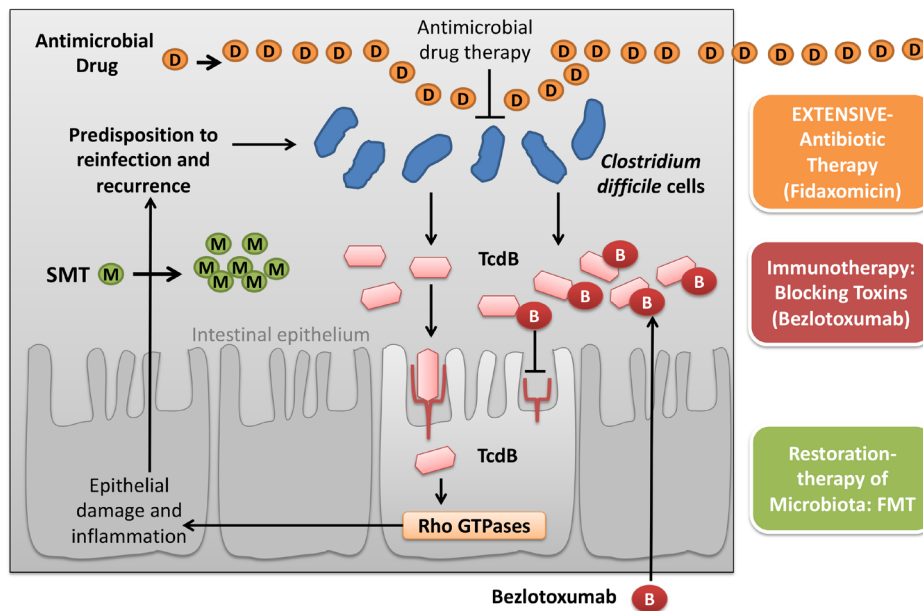 Antimicrobial
Drug
D
D D D D D D D D D D D D D D D D D D D D
Antimicrobial
drug therapy
Predisposition to
reinfection and
recurrence
Clostridium
difficile cells
EXTENSIVE-
Antibiotic
Therapy
(Fidaxomicin)
SMT
M
M M M M M M M
TcdB
B B B B B
Immunotherapy:
Blocking Toxins
(Bezlotoxumab)
Intestinal epithelium
TcdB
Restoration-
therapy of
Microbiota: FMT
Epithelial
damage and
inflammation
Rho GTPases
Bezlotoxumab
B